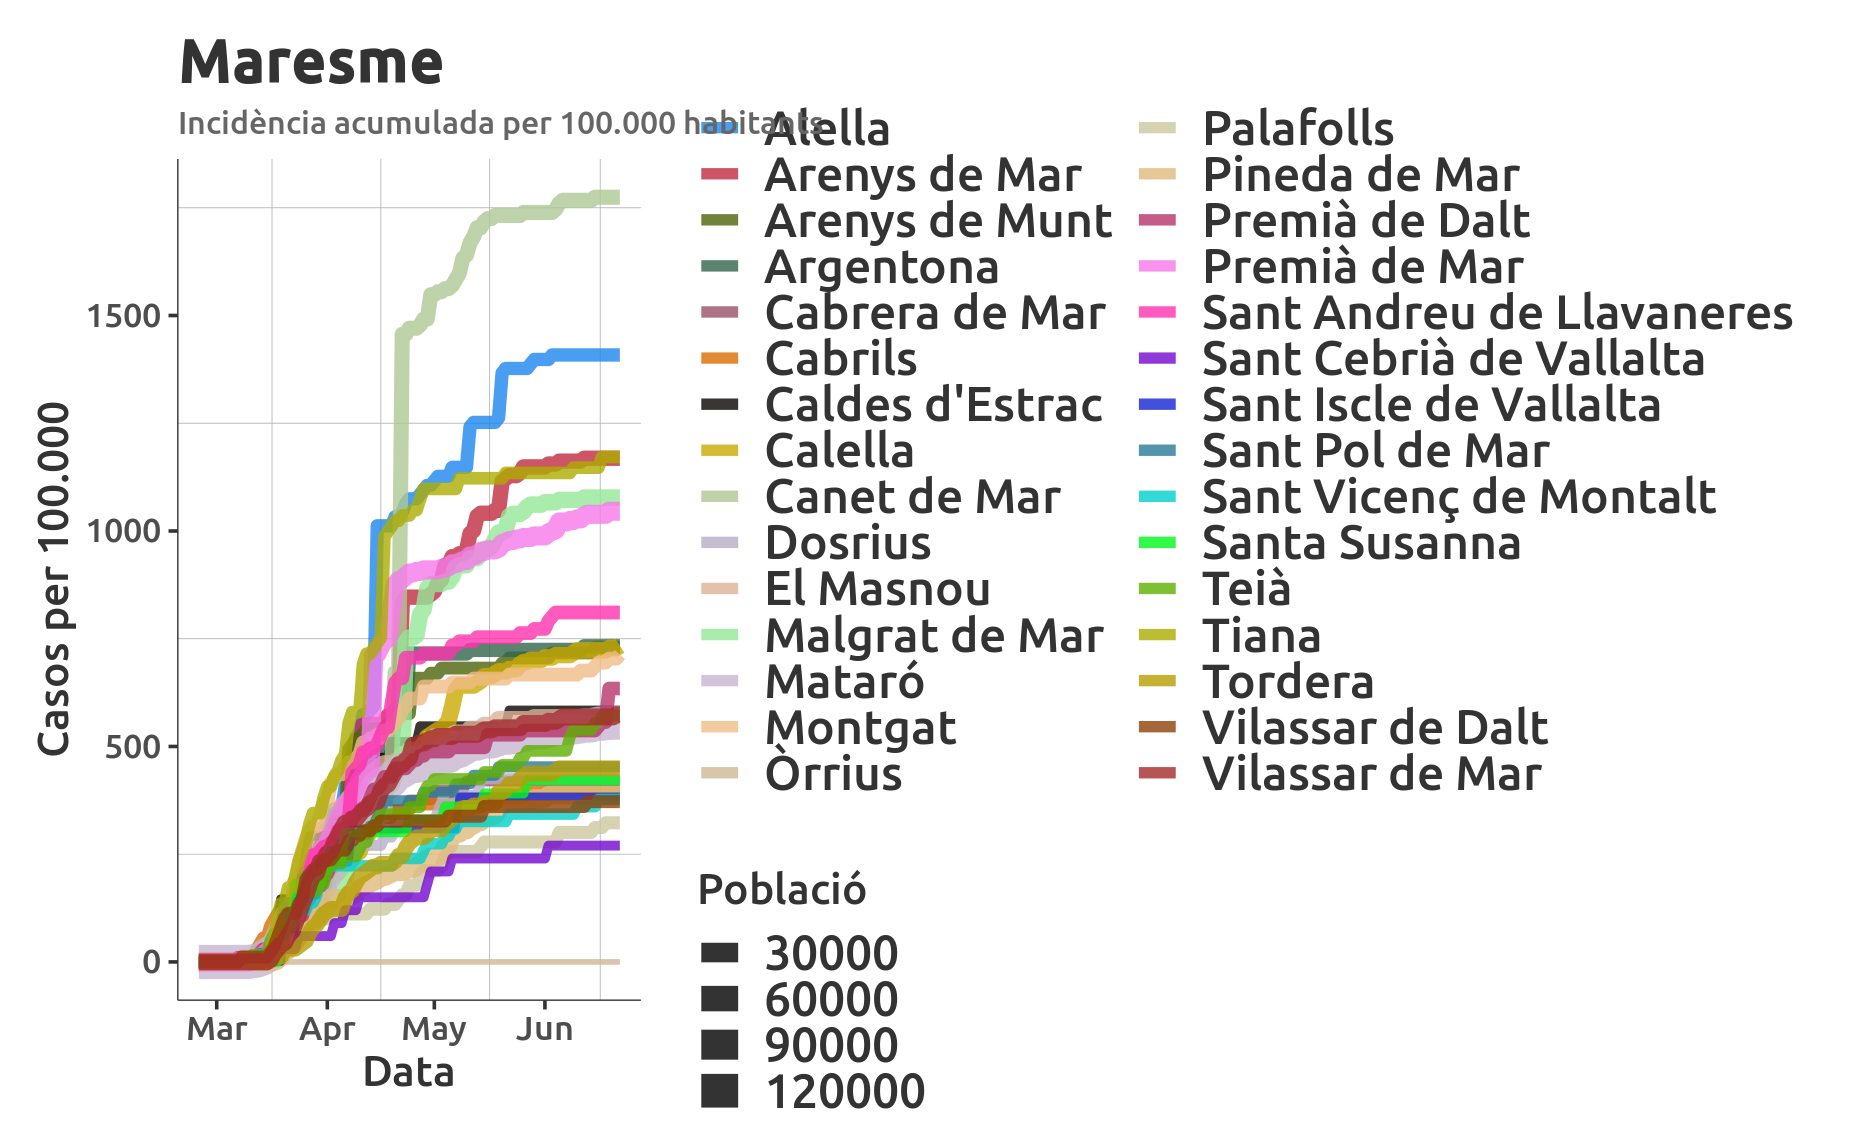 Maresme
Incidència acumulada per 100.000 habitants
Casos per 100.000
1500
1000
500
0
Mar Apr May Jun
Data
Alella
Arenys de Mar
Arenys de Munt
Argentona
Cabrera de Mar
Cabrils
Caldes d'Estrac
Calella
Canet de Mar
Dosrius
El Masnou
Malgrat de Mar
Mataró
Montgat
Òrrius
Palafolls
Pineda de Mar
Premià de Dalt
Premià de Mar
Sant Andreu de Llavaneres
Sant Cebrià de Vallalta
Sant Iscle de Vallalta
Sant Pol de Mar
Sant Vicenç de Montalt
Santa Susanna
Teià
Tiana
Tordera
Vilassar de Dalt
Vilassar de Mar
Població
30000
60000
90000
120000